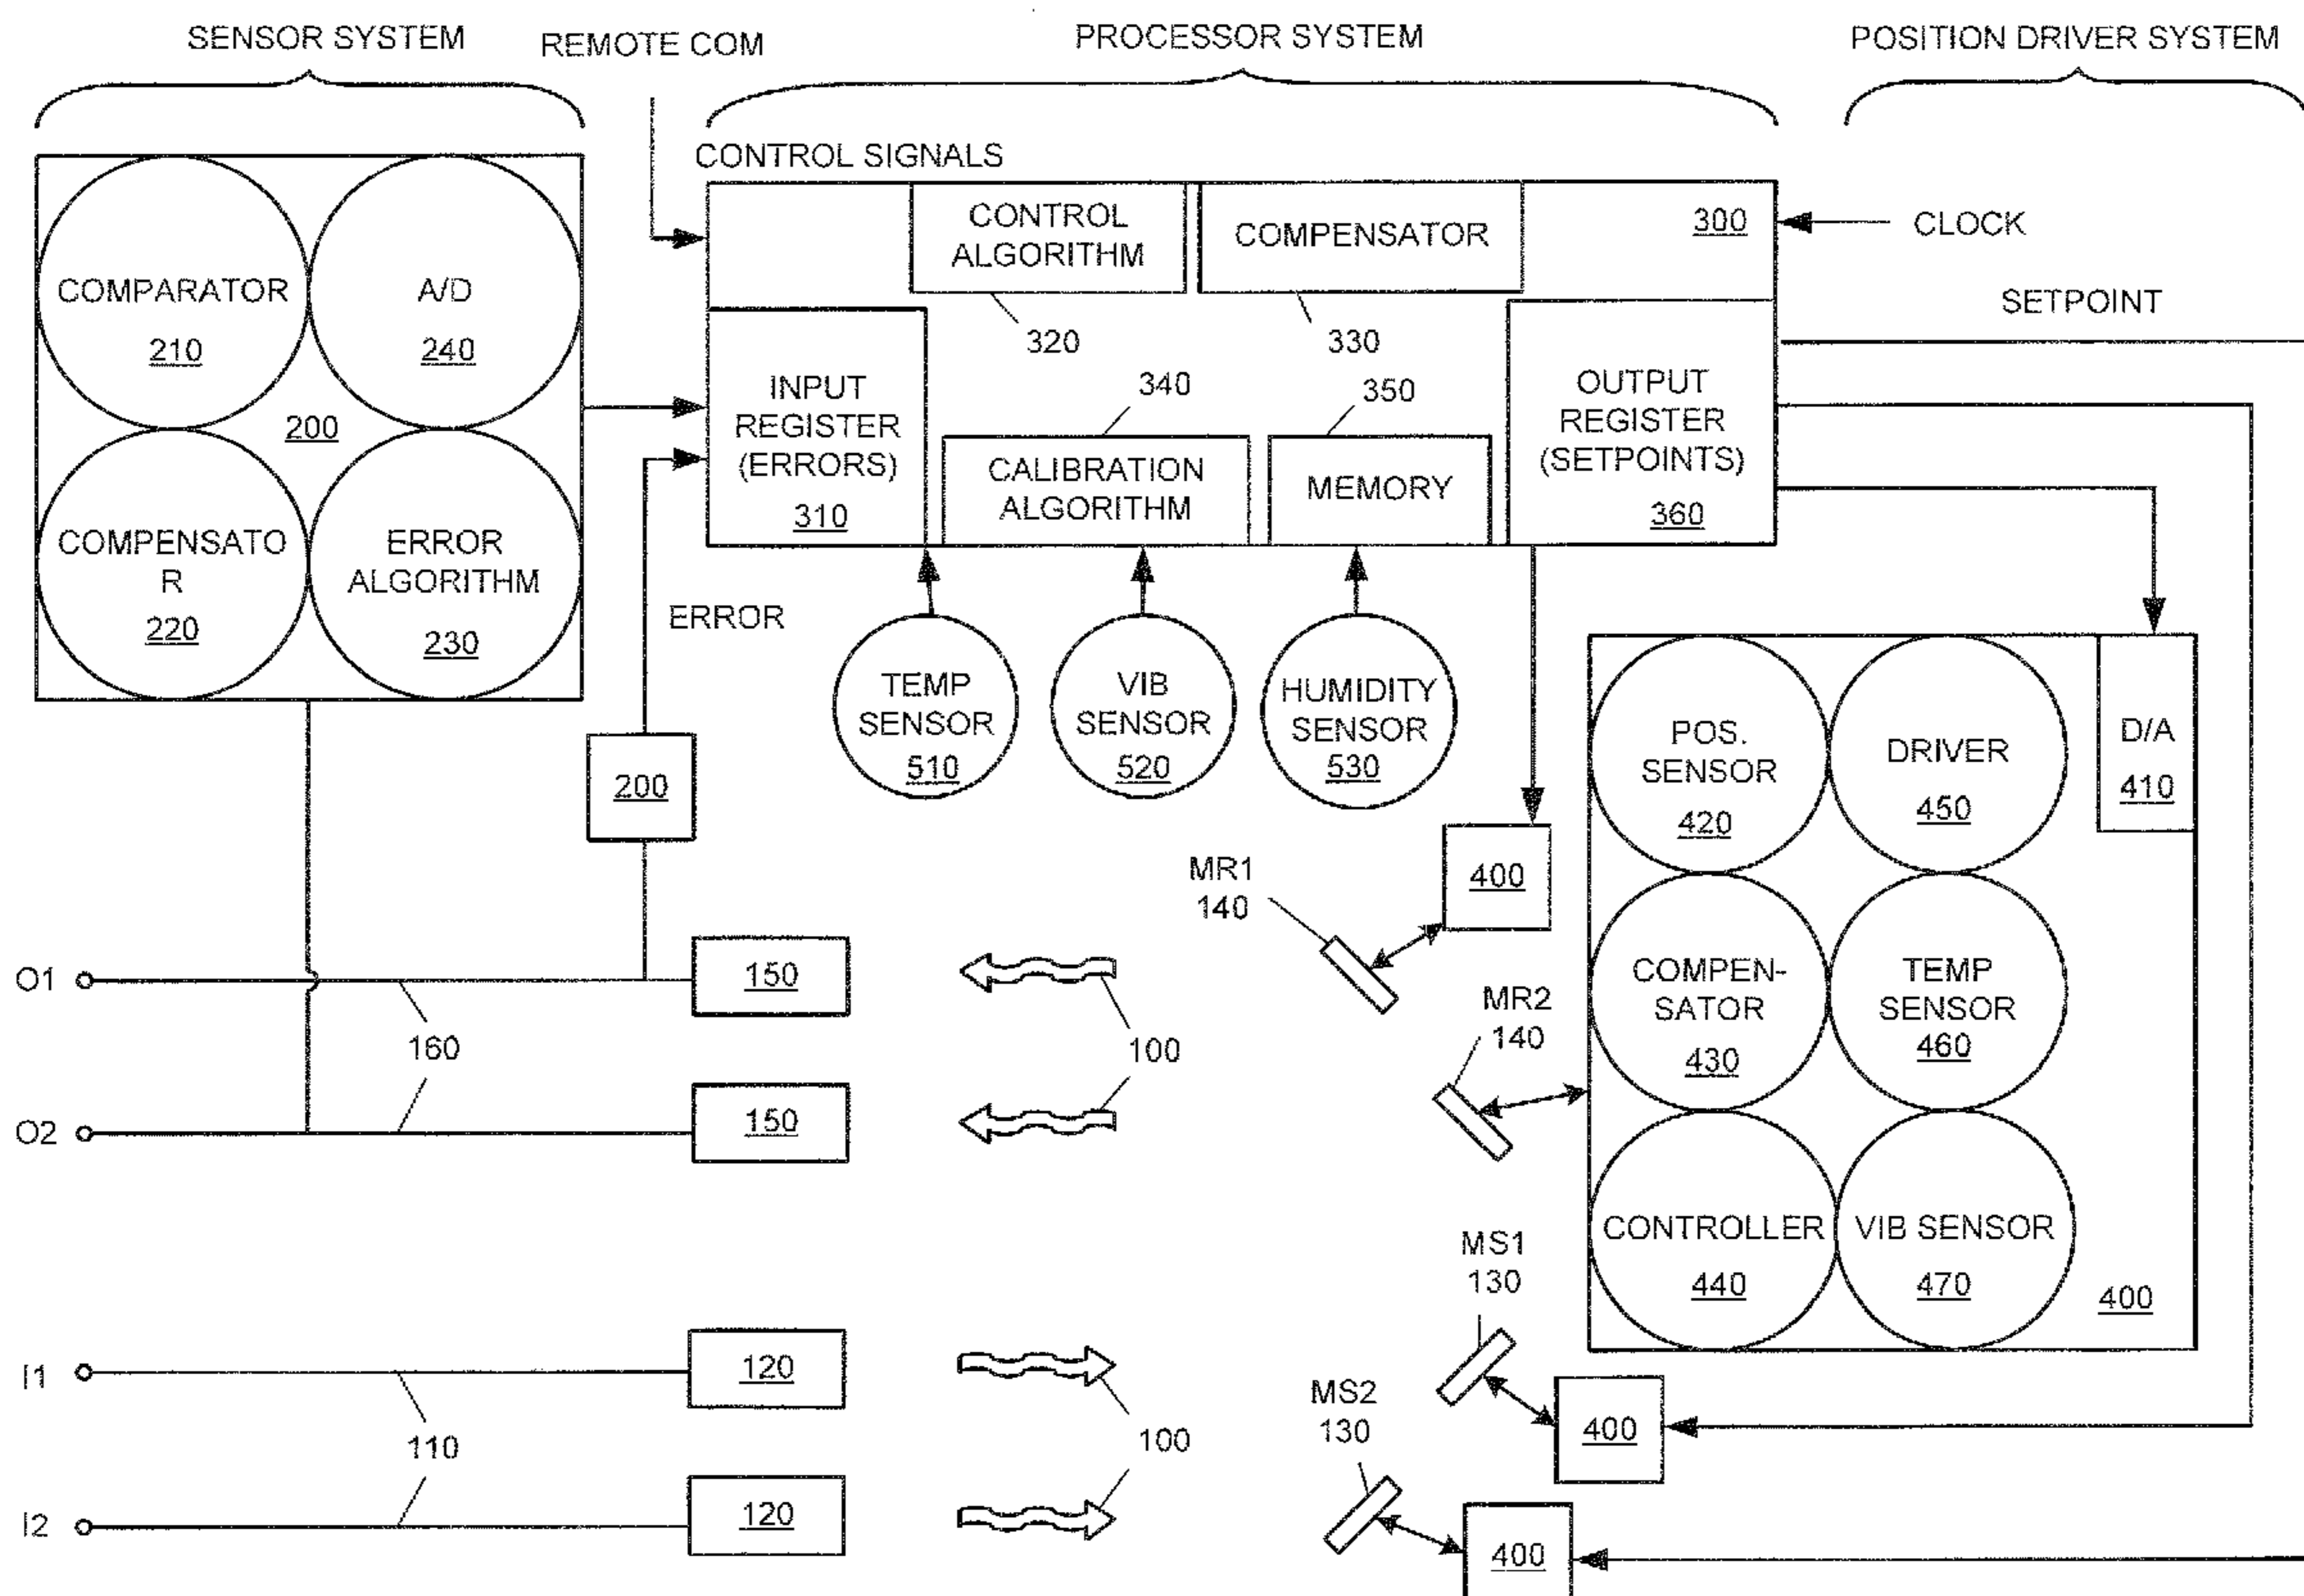 SENSOR SYSTEM
REMOTE COM
PROCESSOR SYSTEM
POSITION DRIVER SYSTEM
CONTROL SIGNALS
COMPARATOR
210
A/D
240
200
COMPENSATO
R
220
ERROR
ALGORITHM
230
CONTROL
ALGORITHM
320
COMPENSATOR
330
300
CLOCK
SETPOINT
INPUT
REGISTER
(ERRORS)
310
340
CALIBRATION
ALGORITHM
350
MEMORY
OUTPUT
REGISTER
(SETPOINTS)
360
ERROR
200
TEMP
SENSOR
510
VIB
SENSOR
520
HUMIDITY
SENSOR
530
POS.
SENSOR
420
DRIVER
450
D/A
410
COMPEN-
SATOR
430
TEMP
SENSOR
460
CONTROLLER
440
VIB SENSOR
470
400
MR1
140
400
MR2
140
O1
150
160
100
O2
150
MS1
130
400
MS2
130
400
I1
120
110
100
I2
120